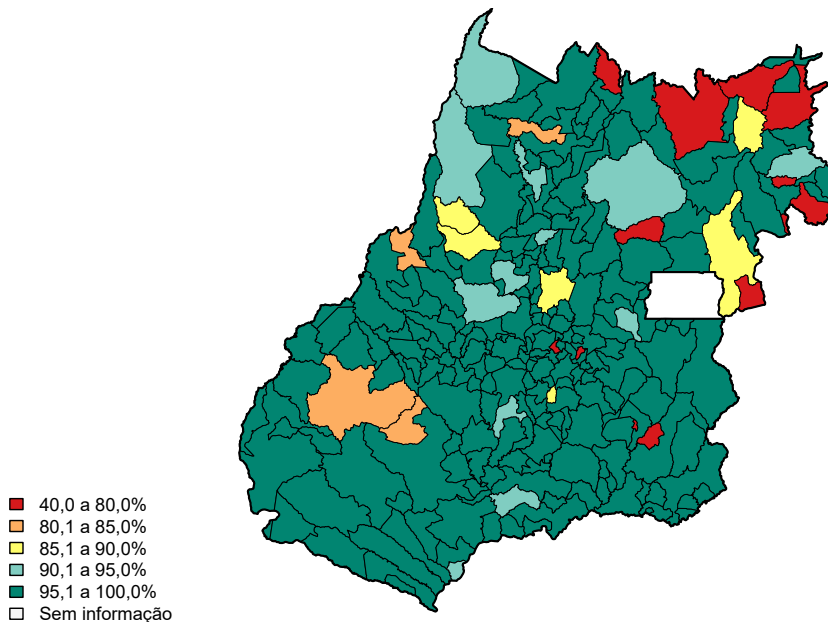 40,0 a 80,0%
80,1 a 85,0%
85,1 a 90,0%
90,1 a 95,0%
95,1 a 100,0%
Sem informação